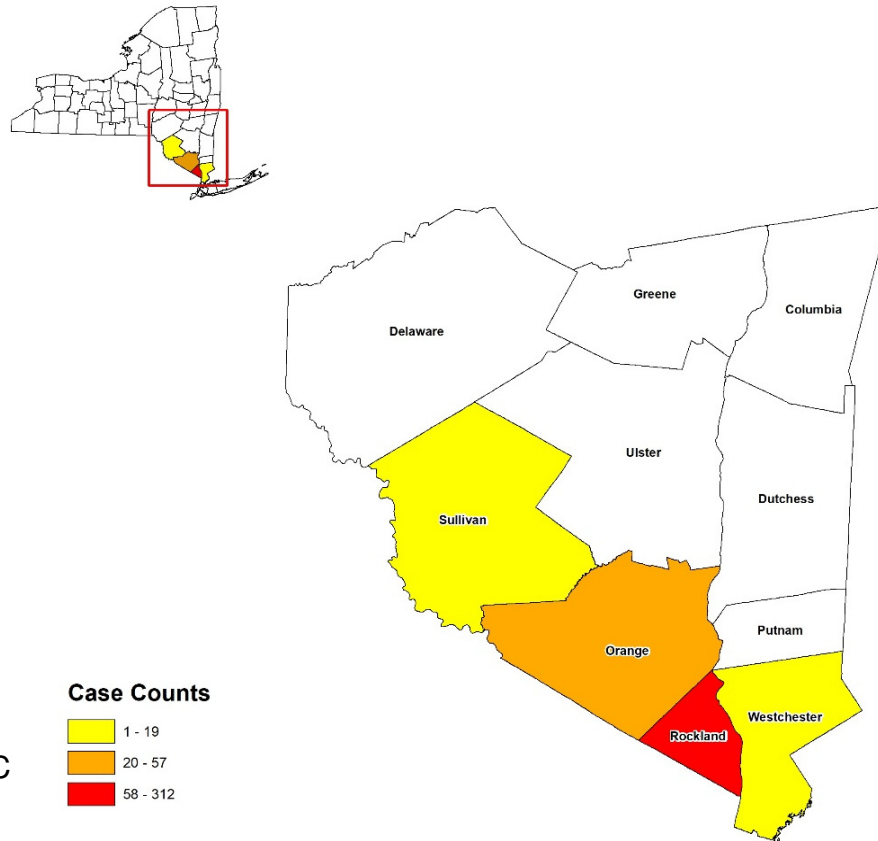 Greene
Columbia
Delaware
Ulster
Dutchess
Sullivan
Putnam
Orange
Westchester
Rockland
Case Counts
1 - 19
20 - 57
58 - 312
C